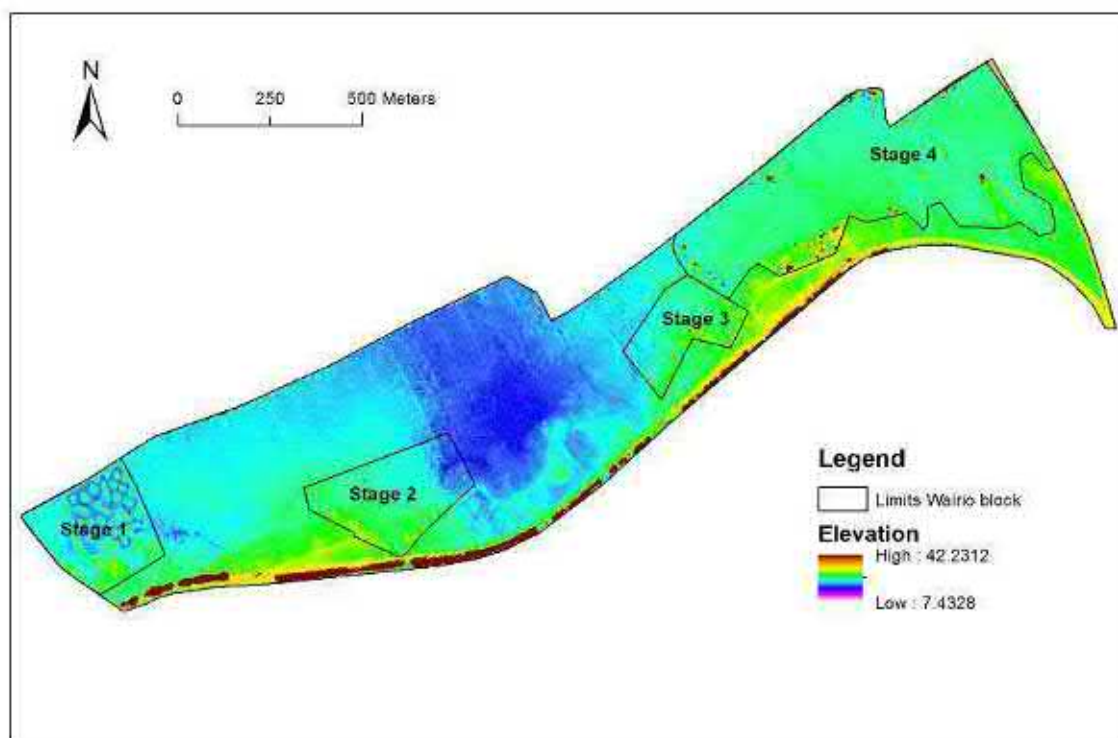 N
0 250 500 Meters
Stage 4
Stage 3
Stage 2
Stage 1
Legend
Limits Wairio block
Elevation
High : 42.2312
Low : 7.4328